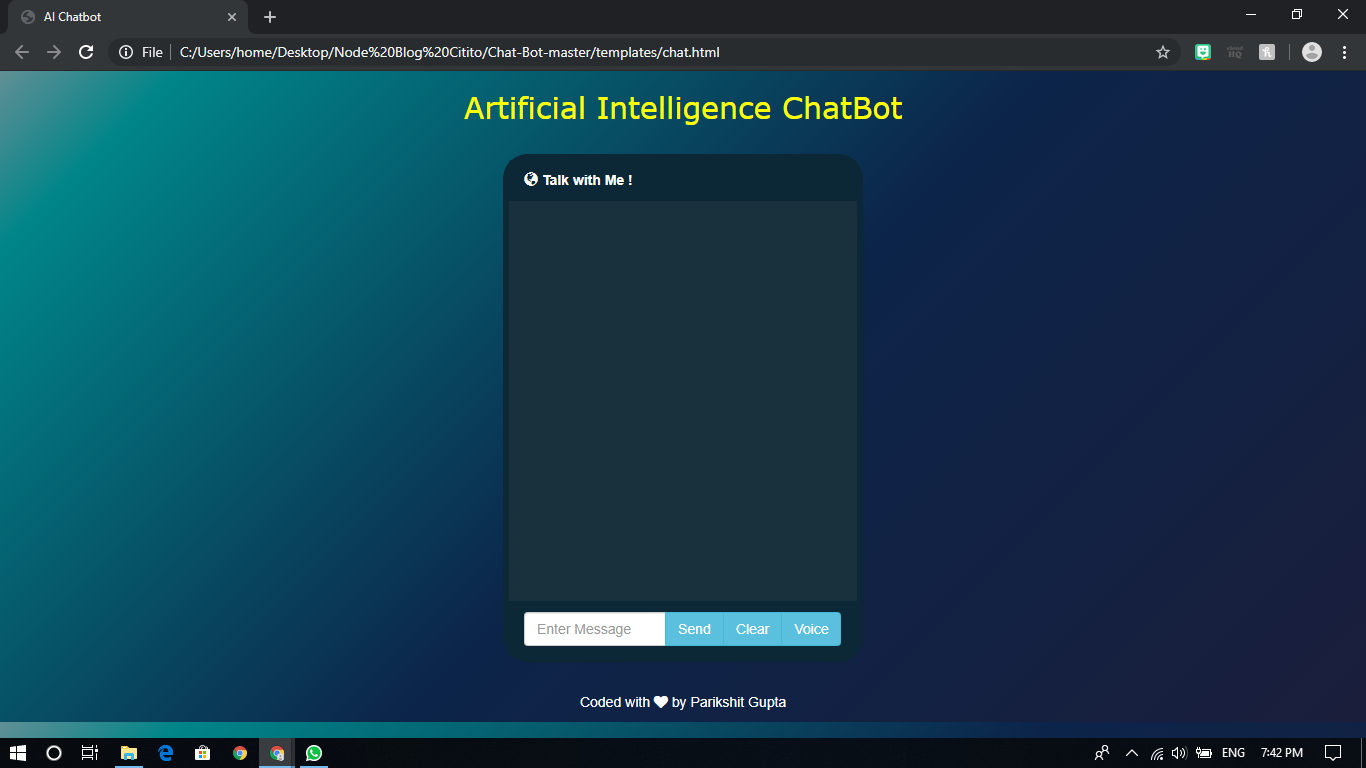 AI Chatbot
File C:/Users/home/Desktop/Node%20Blog%20Citito/Chat-Bot-master/templates/chat.html
Artificial Intelligence ChatBot
Talk with Me !
Enter Message Send Clear Voice
Coded with by Parikshit Gupta
ENG 7:42 PM